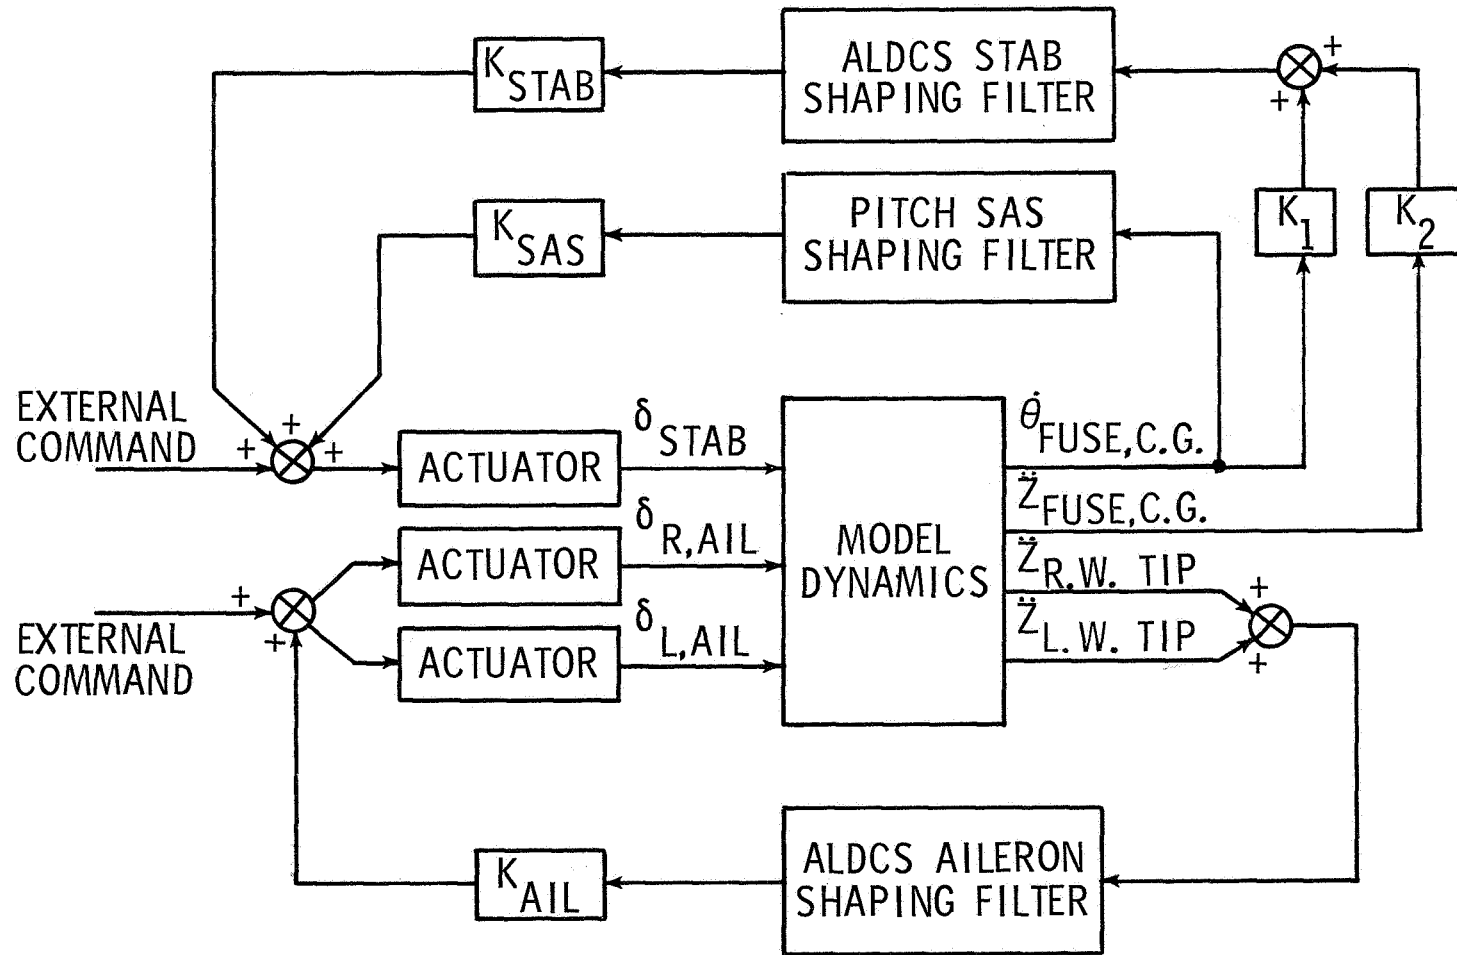 K STAB
ALDCS STAB
SHAPING FILTER
+
+
K SAS
PITCH SAS
SHAPING FILTER
K 1
K 2
EXTERNAL
COMMAND
+
+
+
ACTUATOR
δ STAB
θ̇ FUSE, C.G.
Z̈ FUSE, C.G.
ACTUATOR
δ R, AIL
MODEL
DYNAMICS
Z̈ R.W. TIP
+
+
EXTERNAL
COMMAND
+
ACTUATOR
δ L, AIL
Z̈ L.W. TIP
+
K AIL
ALDCS AILERON
SHAPING FILTER